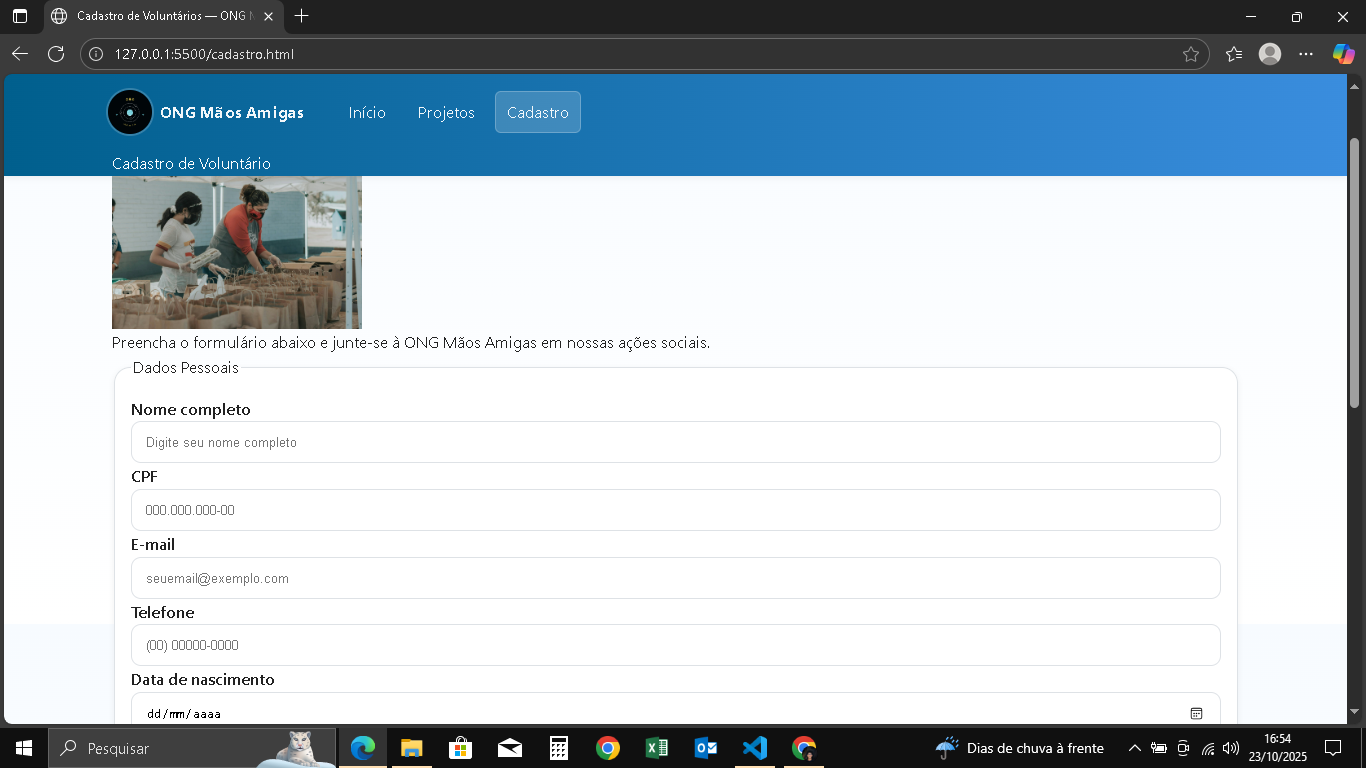 Cadastro de Voluntários — ONG M
127.0.0.1:5500/cadastro.html
ONG Mãos Amigas Início Projetos Cadastro
Cadastro de Voluntário
Preencha o formulário abaixo e junte-se à ONG Mãos Amigas em nossas ações sociais.
Dados Pessoais
Nome completo
Digite seu nome completo
CPF
000.000.000-00
E-mail
seuemail@exemplo.com
Telefone
(00) 00000-0000
Data de nascimento
dd/mm/aaaa
Pesquisar
Dias de chuva à frente
16:54
23/10/2025